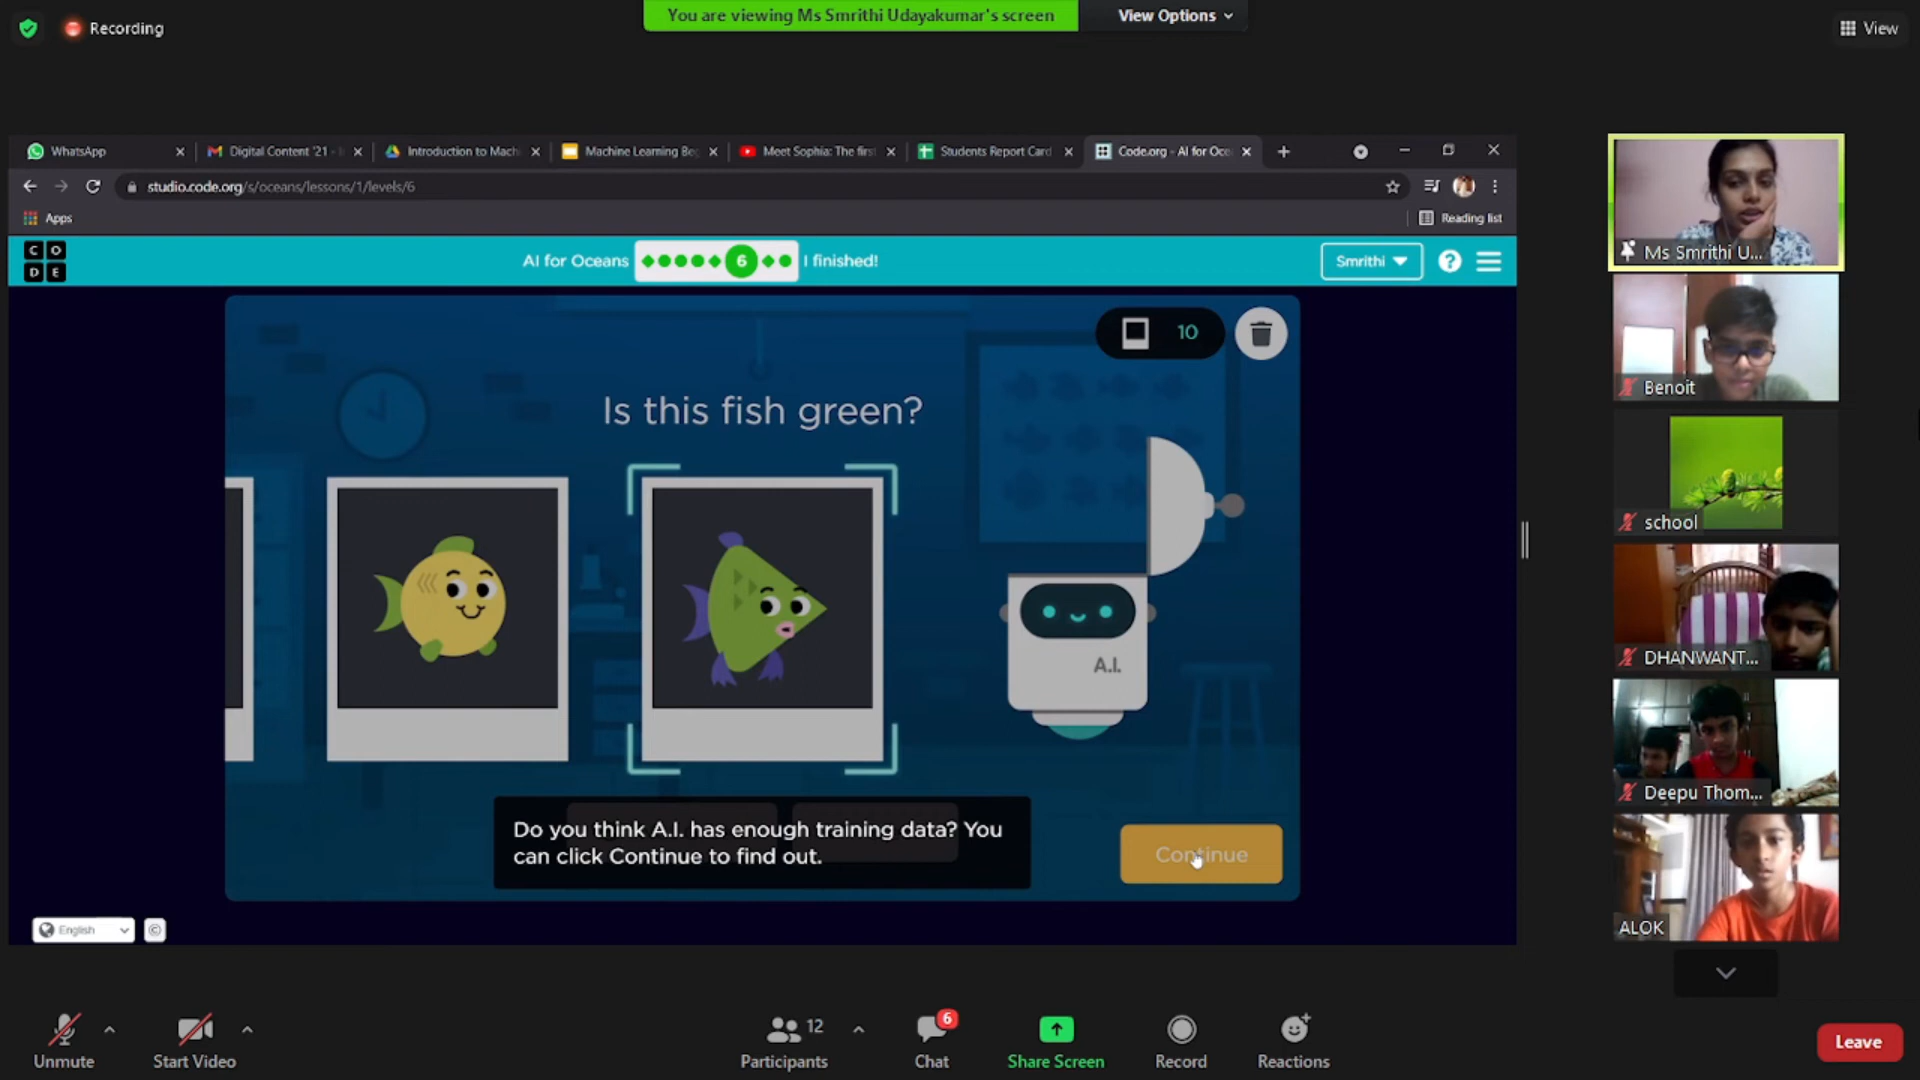 Recording
You are viewing Ms Smrithi Udayakumar's screen
View Options
View
WhatsApp
Digital Content '21 -
Introduction to Mach
Machine Learning Be
Meet Sophia: The first
Students Report Card
Code.org - AI for Oce
studio.code.org/s/oceans/lessons/1/levels/6
Apps
Reading list
CODE
AI for Oceans
6
I finished!
Smrithi
?
10
Is this fish green?
A.I.
Do you think A.I. has enough training data? You
can click Continue to find out.
Continue
English
©
Ms Smrithi U...
Benoit
school
DHANWANT...
Deepu Thom...
ALOK
Unmute
Start Video
12
Participants
6
Chat
Share Screen
Record
Reactions
Leave